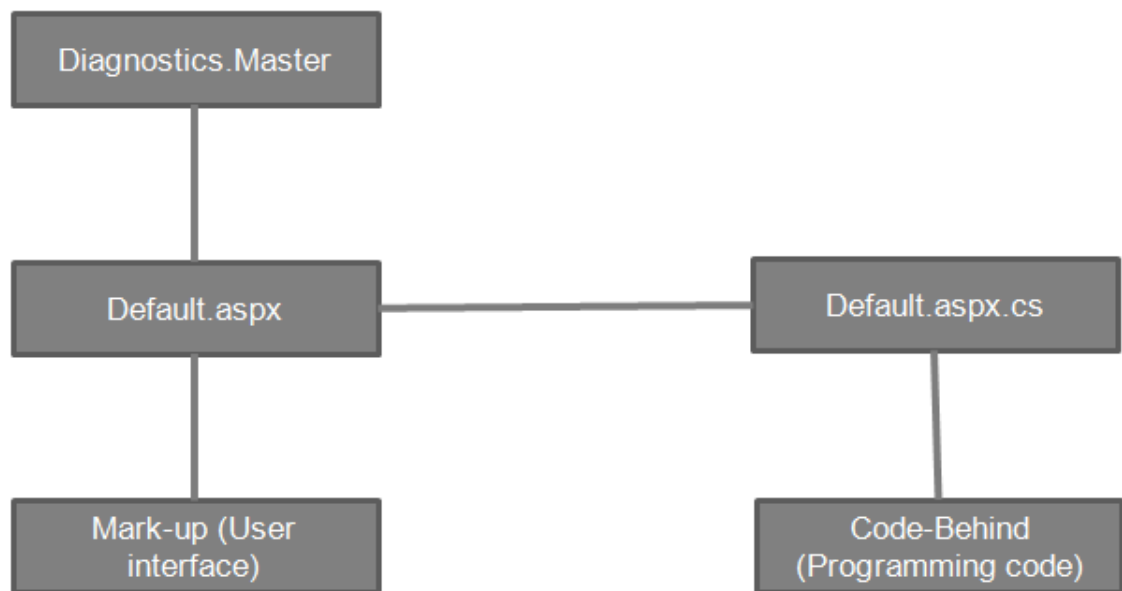 Diagnostics.Master
Default.aspx
Default.aspx.cs
Mark-up (User
interface)
Code-Behind
(Programming code)